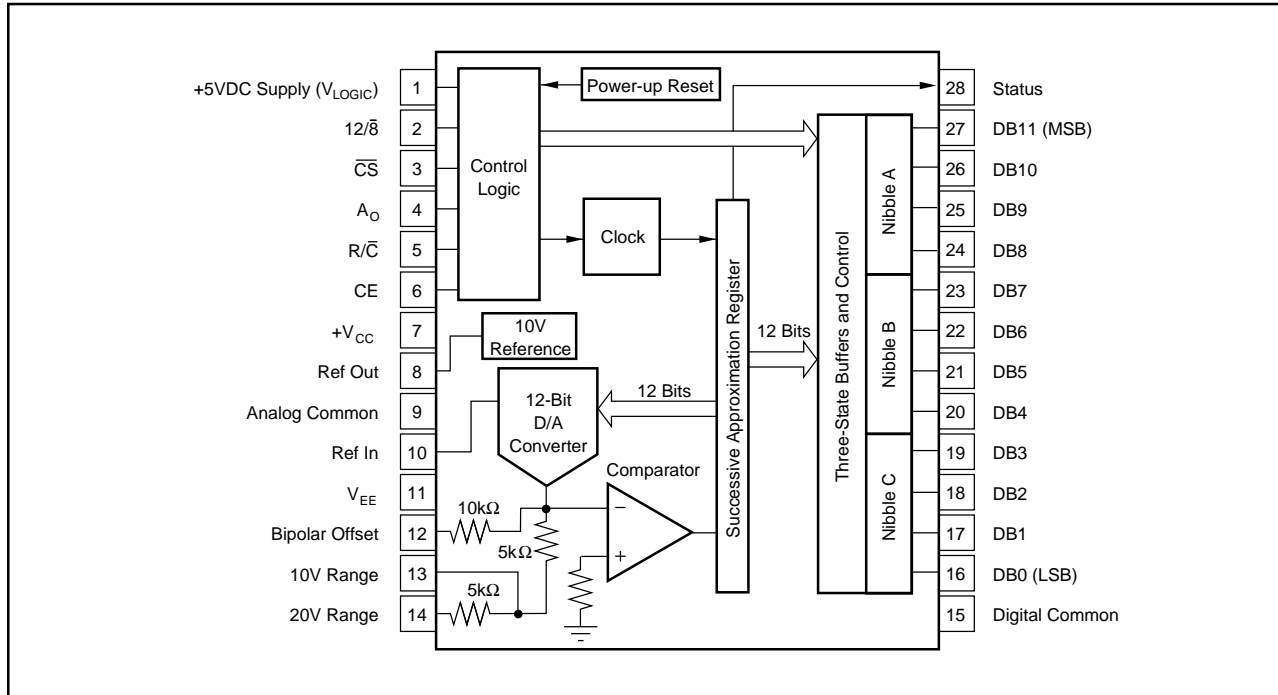 +5VDC Supply (VLOGIC) 1
12/8̅ 2
C̅S̅ 3
AO 4
R/C̅ 5
CE 6
+VCC 7
Ref Out 8
Analog Common 9
Ref In 10
VEE 11
Bipolar Offset 12
10V Range 13
20V Range 14
Control
Logic
Power-up Reset
Clock
10V
Reference
12-Bit
D/A
Converter
12 Bits
Comparator
10kΩ
5kΩ
5kΩ
−
+
Successive Approximation Register
12 Bits
Three-State Buffers and Control
Nibble A
Nibble B
Nibble C
28 Status
27 DB11 (MSB)
26 DB10
25 DB9
24 DB8
23 DB7
22 DB6
21 DB5
20 DB4
19 DB3
18 DB2
17 DB1
16 DB0 (LSB)
15 Digital Common